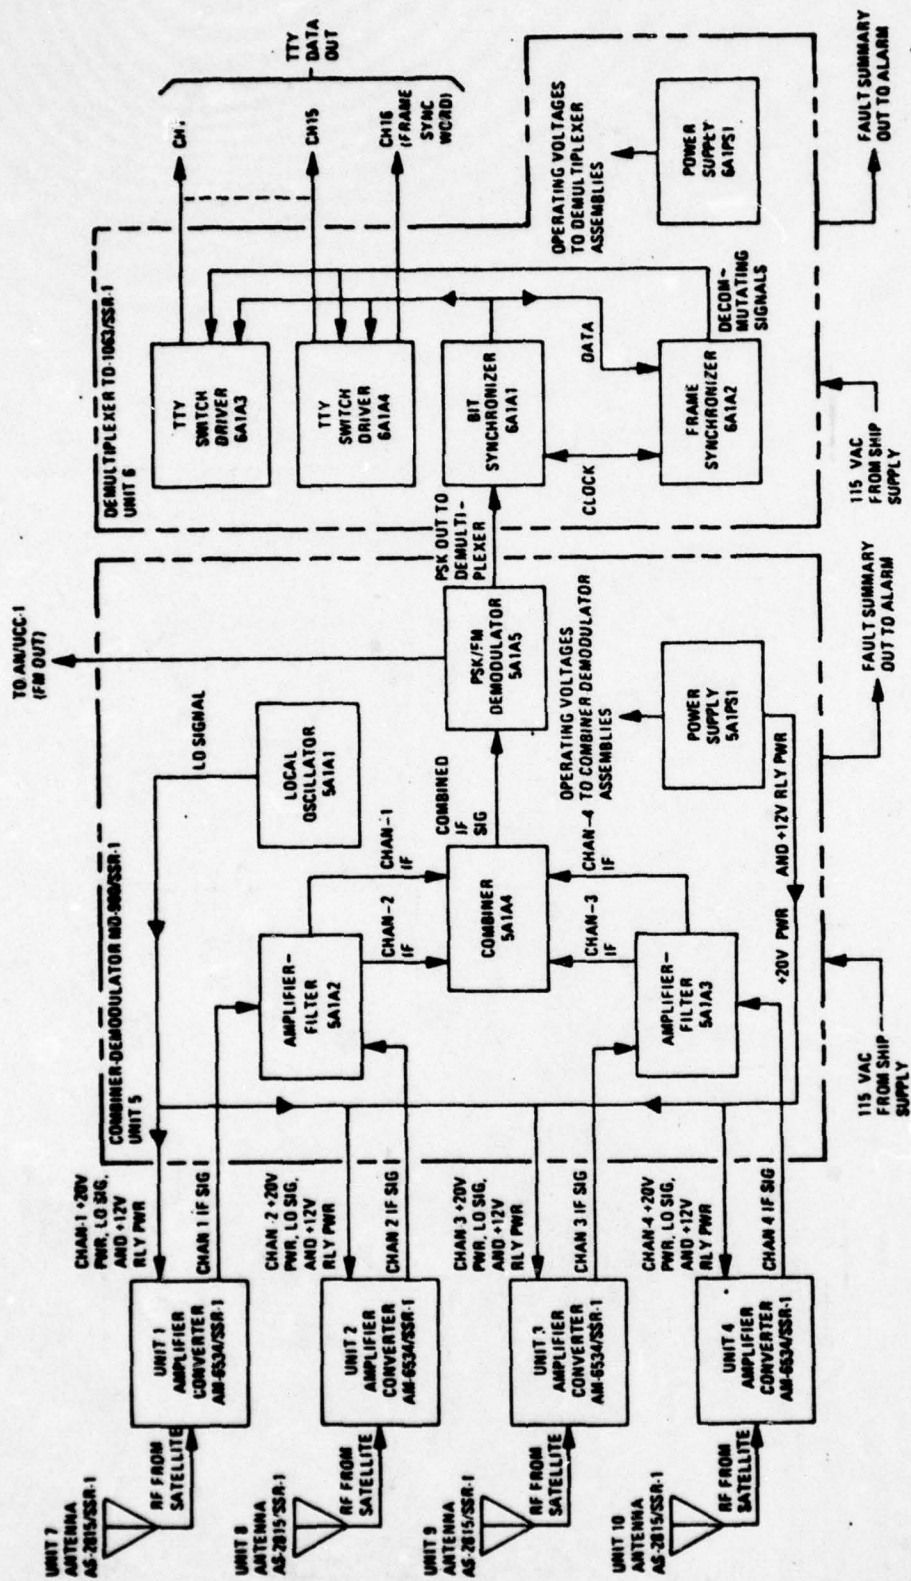 UNIT 7
ANTENNA
AS-2815/SSR-1
RF FROM
SATELLITE
UNIT 1
AMPLIFIER
CONVERTER
AM-6534/SSR-1
CHAN-1 +20V
PWR, LO SIG,
AND +12V
RLY PWR
CHAN 1 IF SIG
UNIT 8
ANTENNA
AS-2815/SSR-1
RF FROM
SATELLITE
UNIT 2
AMPLIFIER
CONVERTER
AM-6534/SSR-1
CHAN-2 +20V
PWR, LO SIG,
AND +12V
RLY PWR
CHAN 2 IF SIG
UNIT 9
ANTENNA
AS-2815/SSR-1
RF FROM
SATELLITE
UNIT 3
AMPLIFIER
CONVERTER
AM-6534/SSR-1
CHAN-3 +20V
PWR, LO SIG,
AND +12V
RLY PWR
CHAN 3 IF SIG
UNIT 10
ANTENNA
AS-2815/SSR-1
RF FROM
SATELLITE
UNIT 4
AMPLIFIER
CONVERTER
AM-6534/SSR-1
CHAN-4 +20V
PWR, LO SIG,
AND +12V
RLY PWR
CHAN 4 IF SIG
COMBINER-DEMODULATOR
UNIT 5
LO SIGNAL
LOCAL
OSCILLATOR
5A1A1
AMPLIFIER-
FILTER
5A1A2
CHAN-1
IF
CHAN-2
IF
COMBINER
5A1A4
CHAN-3
IF
CHAN-4
IF
AMPLIFIER-
FILTER
5A1A3
COMBINED
IF
SIG
PSK/FM
DEMODULATOR
5A1A5
TO AN/UCC-1
(FM OUT)
PSK OUT TO
DEMULTI-
PLEXER
OPERATING VOLTAGES
TO COMBINER DEMODULATOR
ASSEMBLIES
POWER
SUPPLY
5A1PS1
+20V PWR AND +12V RLY PWR
115 VAC
FROM SHIP
SUPPLY
FAULT SUMMARY
OUT TO ALARM
DEMULTIPLEXER TD-1063/SSR-1
UNIT 6
TTY
SWITCH
DRIVER
6A1A3
TTY
SWITCH
DRIVER
6A1A4
BIT
SYNCHRONIZER
6A1A1
CLOCK
DATA
FRAME
SYNCHRONIZER
6A1A2
DECOM-
MUTATING
SIGNALS
OPERATING VOLTAGES
TO DEMULTIPLEXER
ASSEMBLIES
POWER
SUPPLY
6A1PS1
CH
CH15
CH16
(FRAME
SYNC
WORD)
TTY
DATA
OUT
115 VAC
FROM SHIP
SUPPLY
FAULT SUMMARY
OUT TO ALARM